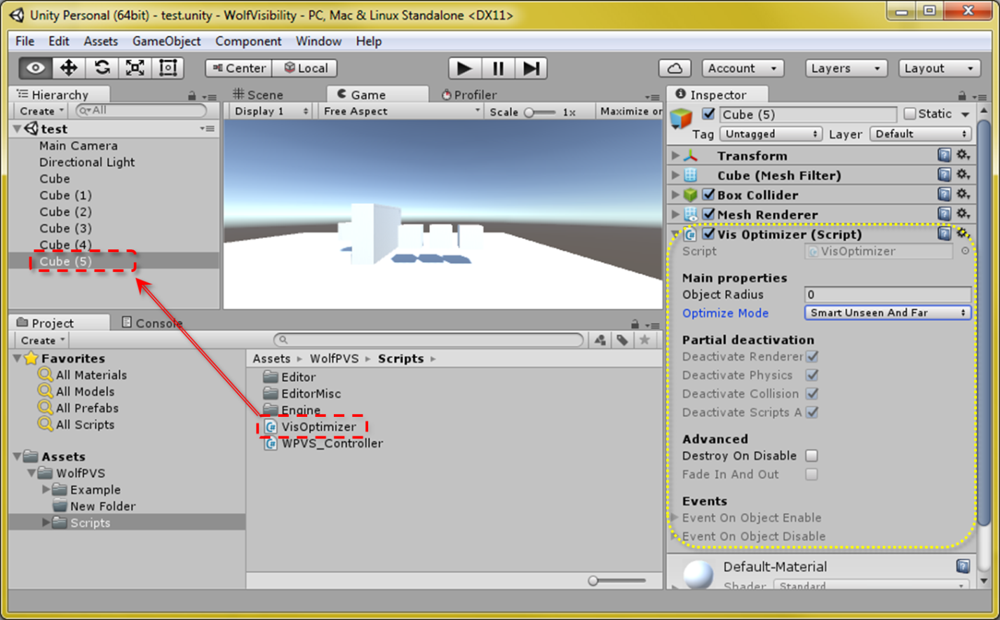 Unity Personal (64bit) - test.unity - WolfVisibility - PC, Mac & Linux Standalone <DX11>
File Edit Assets GameObject Component Window Help
Center Local Account Layers Layout
Hierarchy
Create All
test
Main Camera
Directional Light
Cube
Cube (1)
Cube (2)
Cube (3)
Cube (4)
Cube (5)
Scene Game Profiler
Display 1 Free Aspect Scale 1x Maximize or
Inspector
Cube (5) Static
Tag Untagged Layer Default
Transform
Cube (Mesh Filter)
Box Collider
Mesh Renderer
Vis Optimizer (Script)
Script VisOptimizer
Main properties
Object Radius 0
Optimize Mode Smart Unseen And Far
Partial deactivation
Deactivate Renderer
Deactivate Physics
Deactivate Collision
Deactivate Scripts A
Advanced
Destroy On Disable
Fade In And Out
Events
Event On Object Enable
Event On Object Disable
Default-Material
Shader Standard
Project Console
Create
Favorites
All Materials
All Models
All Prefabs
All Scripts
Assets
WolfPVS
Example
New Folder
Scripts
Assets WolfPVS Scripts
Editor
EditorMisc
Engine
VisOptimizer
WPVS_Controller